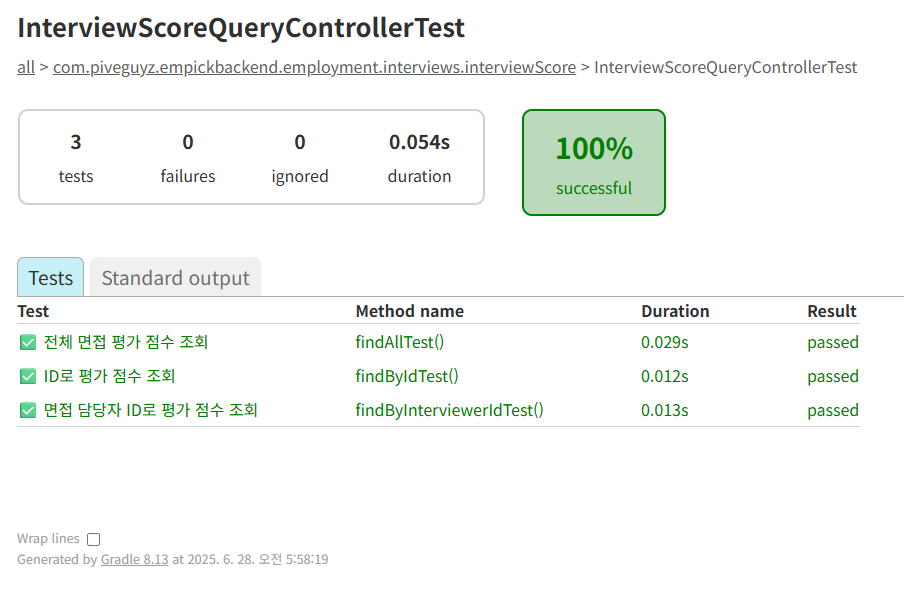 InterviewScoreQueryControllerTest
all > com.piveguyz.empickbackend.employment.interviews.interviewScore > InterviewScoreQueryControllerTest
3 0 0 0.054s
tests failures ignored duration
100%
successful
Tests Standard output
Test Method name Duration Result
✅ 전체 면접 평가 점수 조회 findAllTest() 0.029s passed
✅ ID로 평가 점수 조회 findByIdTest() 0.012s passed
✅ 면접 담당자 ID로 평가 점수 조회 findByInterviewerIdTest() 0.013s passed
Wrap lines
Generated by Gradle 8.13 at 2025. 6. 28. 오전 5:58:19